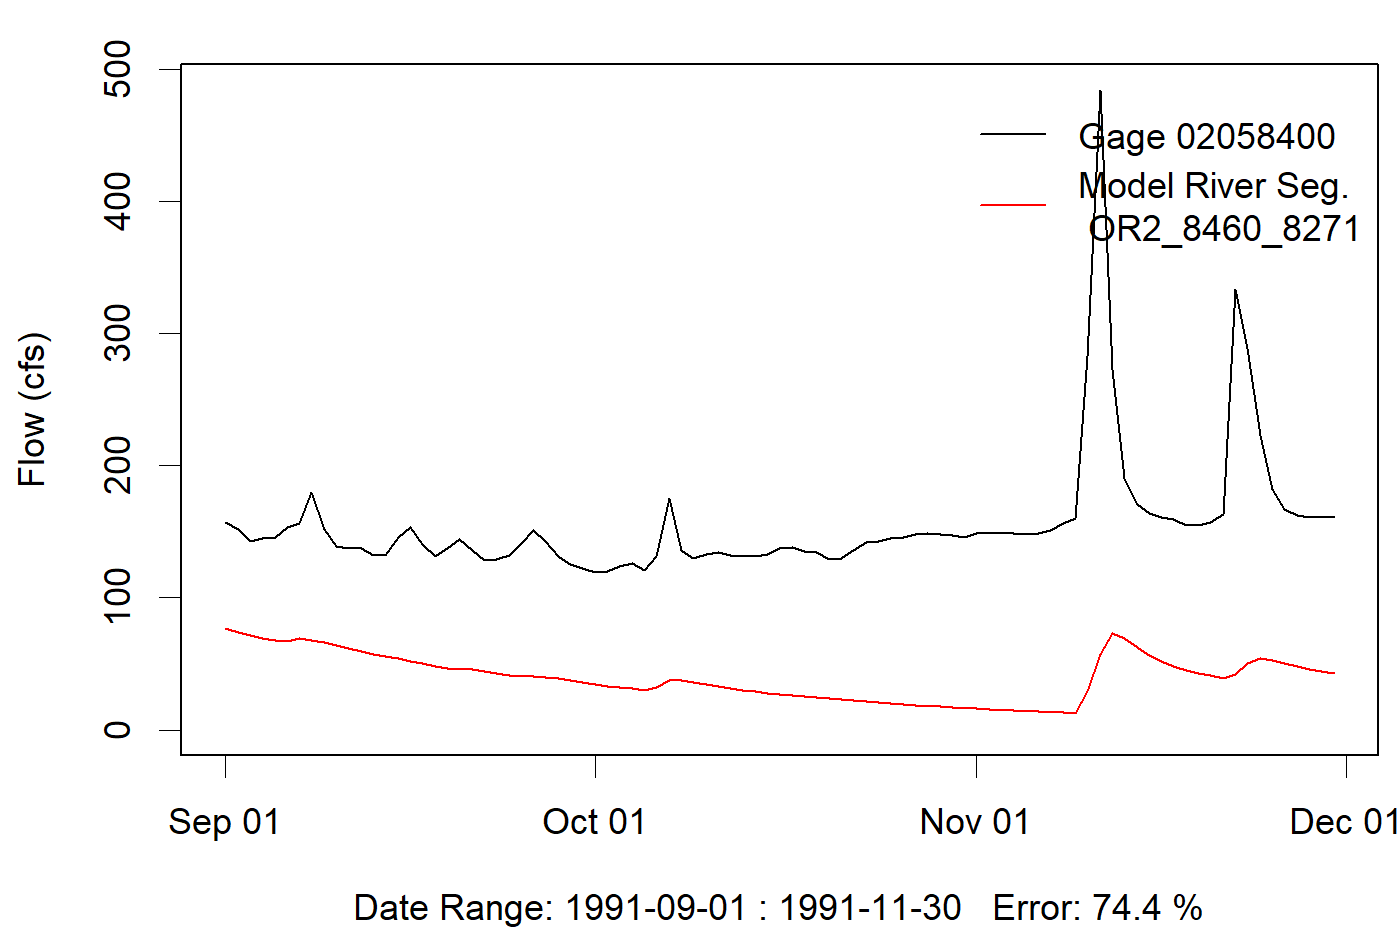 500
400
300
200
100
0
Flow (cfs)
Gage 02058400
Model River Seg.
OR2_8460_8271
Sep 01
Oct 01
Nov 01
Dec 01
Date Range: 1991-09-01 : 1991-11-30 Error: 74.4 %